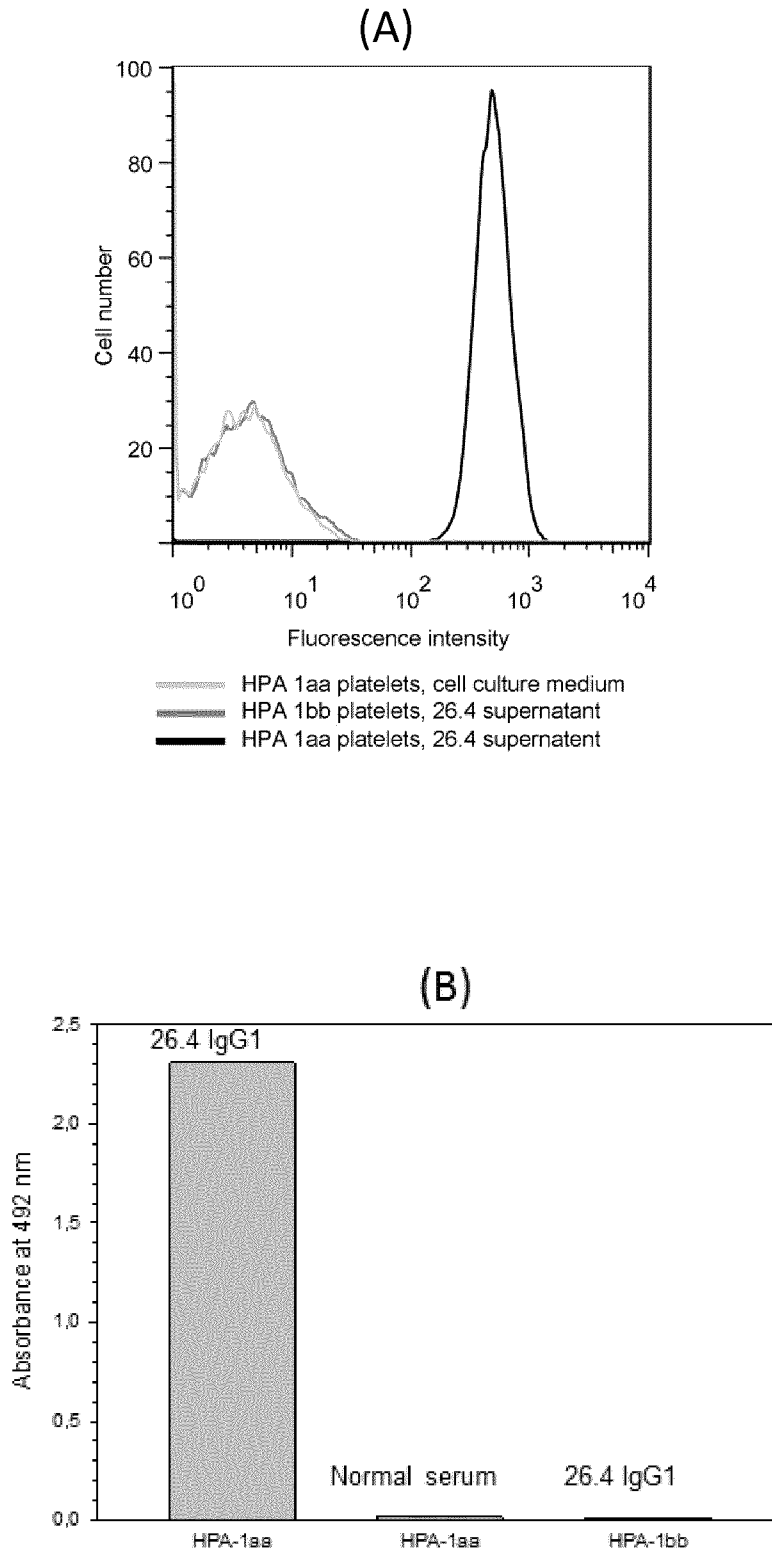 (A)
100
80
60
40
20
Cell number
10^0 10^1 10^2 10^3 10^4
Fluorescence intensity
HPA 1aa platelets, cell culture medium
HPA 1bb platelets, 26.4 supernatant
HPA 1aa platelets, 26.4 supernatent
(B)
2,5
2,0
1,5
1,0
0,5
0,0
Absorbance at 492 nm
26.4 IgG1
Normal serum
26.4 IgG1
HPA-1aa HPA-1aa HPA-1bb